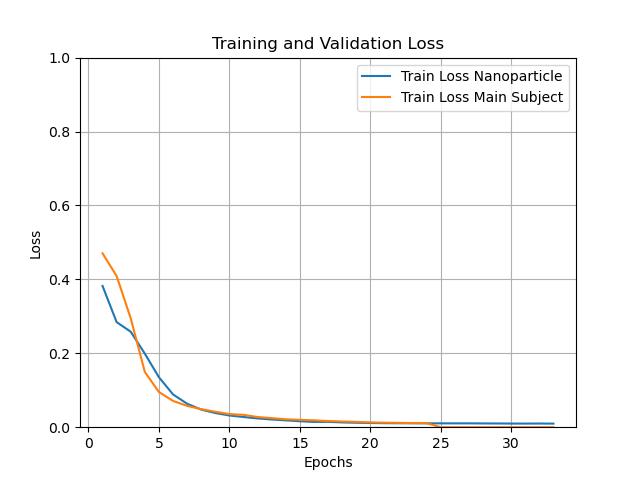 Training and Validation Loss
Train Loss Nanoparticle
Train Loss Main Subject
1.0
0.8
0.6
0.4
0.2
0.0
Loss
0 5 10 15 20 25 30
Epochs